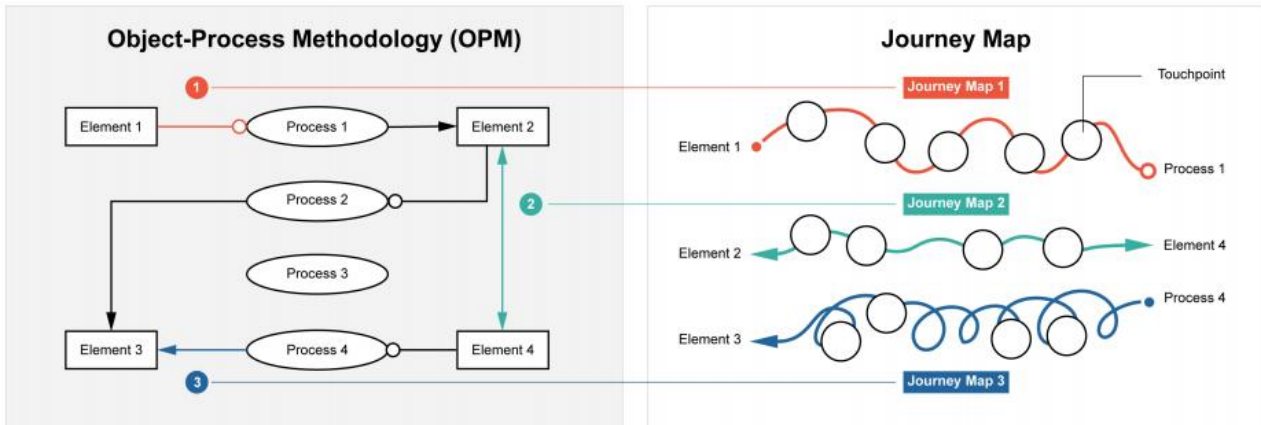 Object-Process Methodology (OPM)
1
Element 1
Process 1
Element 2
Process 2
2
Process 3
Element 3
Process 4
Element 4
3
Journey Map
Journey Map 1
Touchpoint
Element 1
Process 1
Journey Map 2
Element 2
Element 4
Process 4
Element 3
Journey Map 3